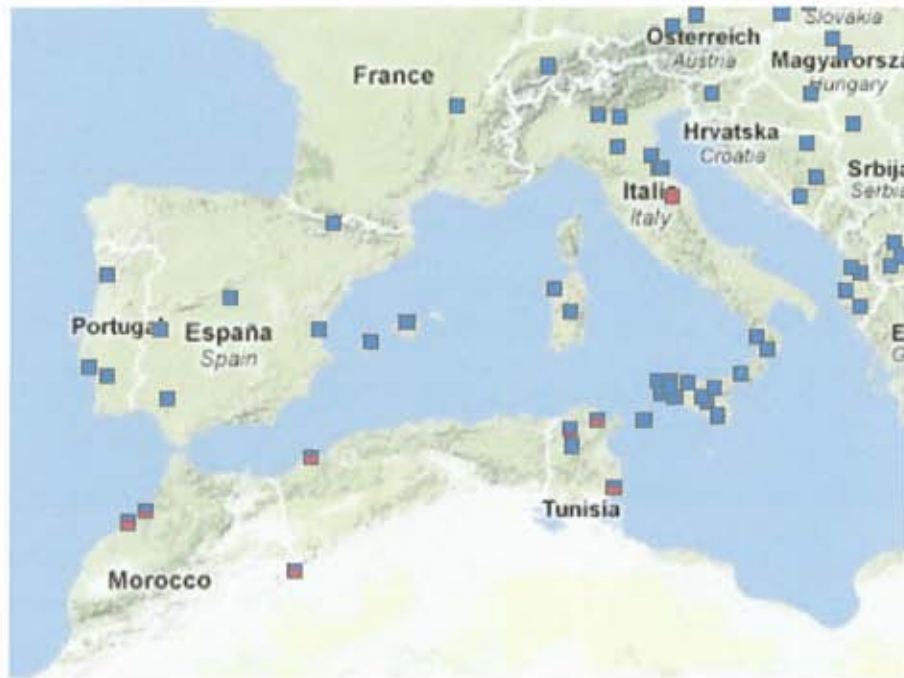 Slovakia
Österreich
Austria
Magyarorszá
Hungary
France
Hrvatska
Croatia
Srbija
Serbia
Italia
Italy
Portugal
España
Spain
E
G
Tunisia
Morocco